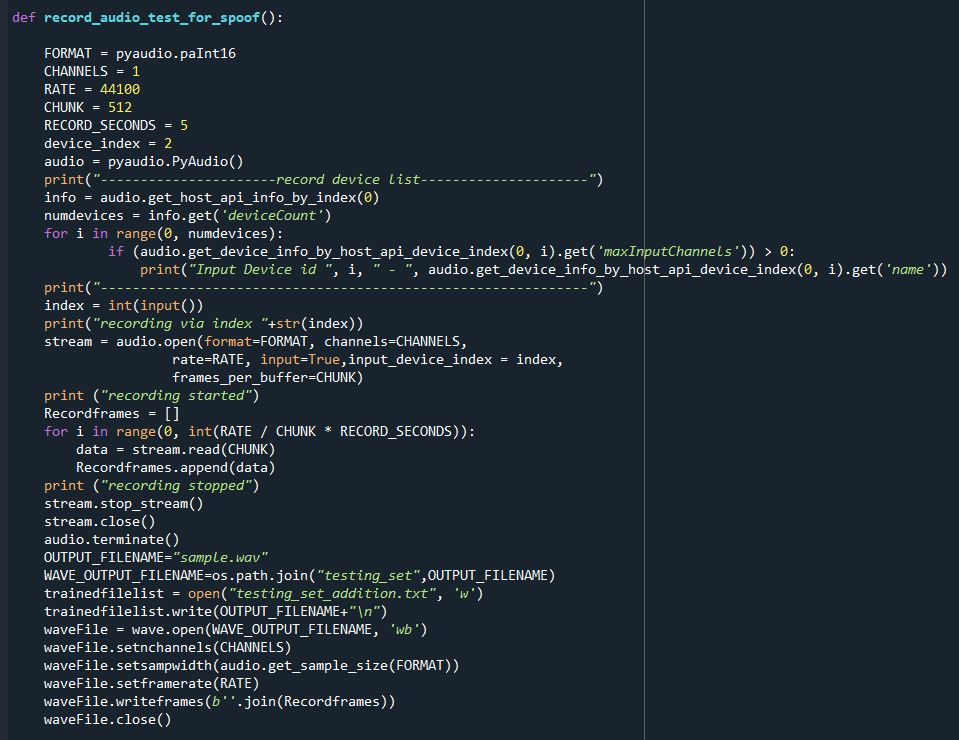 def record_audio_test_for_spoof():

    FORMAT = pyaudio.paInt16
    CHANNELS = 1
    RATE = 44100
    CHUNK = 512
    RECORD_SECONDS = 5
    device_index = 2
    audio = pyaudio.PyAudio()
    print("----------------------record device list---------------------")
    info = audio.get_host_api_info_by_index(0)
    numdevices = info.get('deviceCount')
    for i in range(0, numdevices):
            if (audio.get_device_info_by_host_api_device_index(0, i).get('maxInputChannels')) > 0:
                print("Input Device id ", i, " - ", audio.get_device_info_by_host_api_device_index(0, i).get('name'))
    print("-------------------------------------------------------------")
    index = int(input())
    print("recording via index "+str(index))
    stream = audio.open(format=FORMAT, channels=CHANNELS,
                    rate=RATE, input=True,input_device_index = index,
                    frames_per_buffer=CHUNK)
    print ("recording started")
    Recordframes = []
    for i in range(0, int(RATE / CHUNK * RECORD_SECONDS)):
        data = stream.read(CHUNK)
        Recordframes.append(data)
    print ("recording stopped")
    stream.stop_stream()
    stream.close()
    audio.terminate()
    OUTPUT_FILENAME="sample.wav"
    WAVE_OUTPUT_FILENAME=os.path.join("testing_set",OUTPUT_FILENAME)
    trainedfilelist = open("testing_set_addition.txt", 'w')
    trainedfilelist.write(OUTPUT_FILENAME+"\n")
    waveFile = wave.open(WAVE_OUTPUT_FILENAME, 'wb')
    waveFile.setnchannels(CHANNELS)
    waveFile.setsampwidth(audio.get_sample_size(FORMAT))
    waveFile.setframerate(RATE)
    waveFile.writeframes(b''.join(Recordframes))
    waveFile.close()